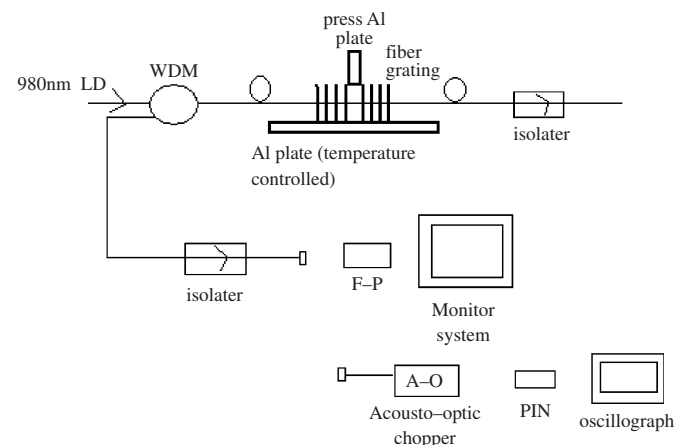 press Al
plate
fiber
grating
WDM
980nm LD
isolater
Al plate (temperature
controlled)
isolater
F–P
Monitor
system
A–O
Acousto–optic
chopper
PIN
oscillograph